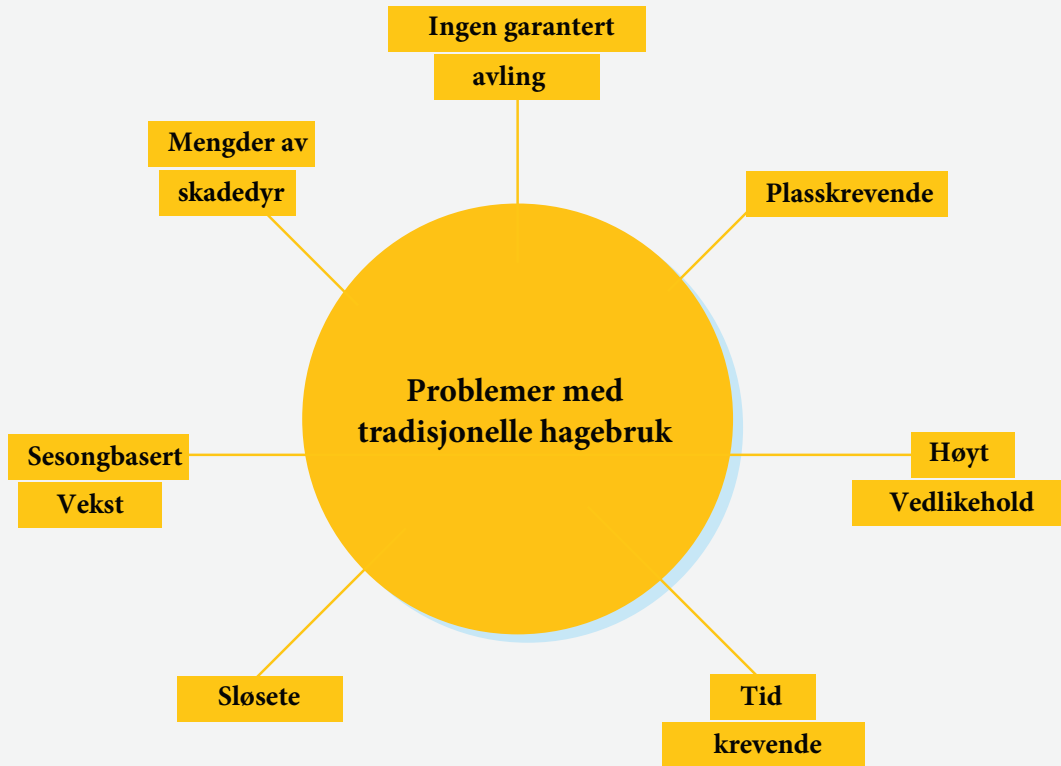 Ingen garantert
avling
Mengder av
skadedyr
Plasskrevende
Problemer med
tradisjonelle hagebruk
Sesongbasert
Vekst
Høyt
Vedlikehold
Sløsete
Tid
krevende